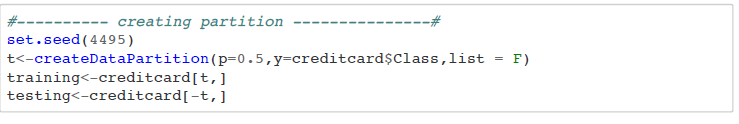 #---------- creating partition ---------------#
set.seed(4495)
t<-createDataPartition(p=0.5,y=creditcard$Class,list = F)
training<-creditcard[t,]
testing<-creditcard[-t,]